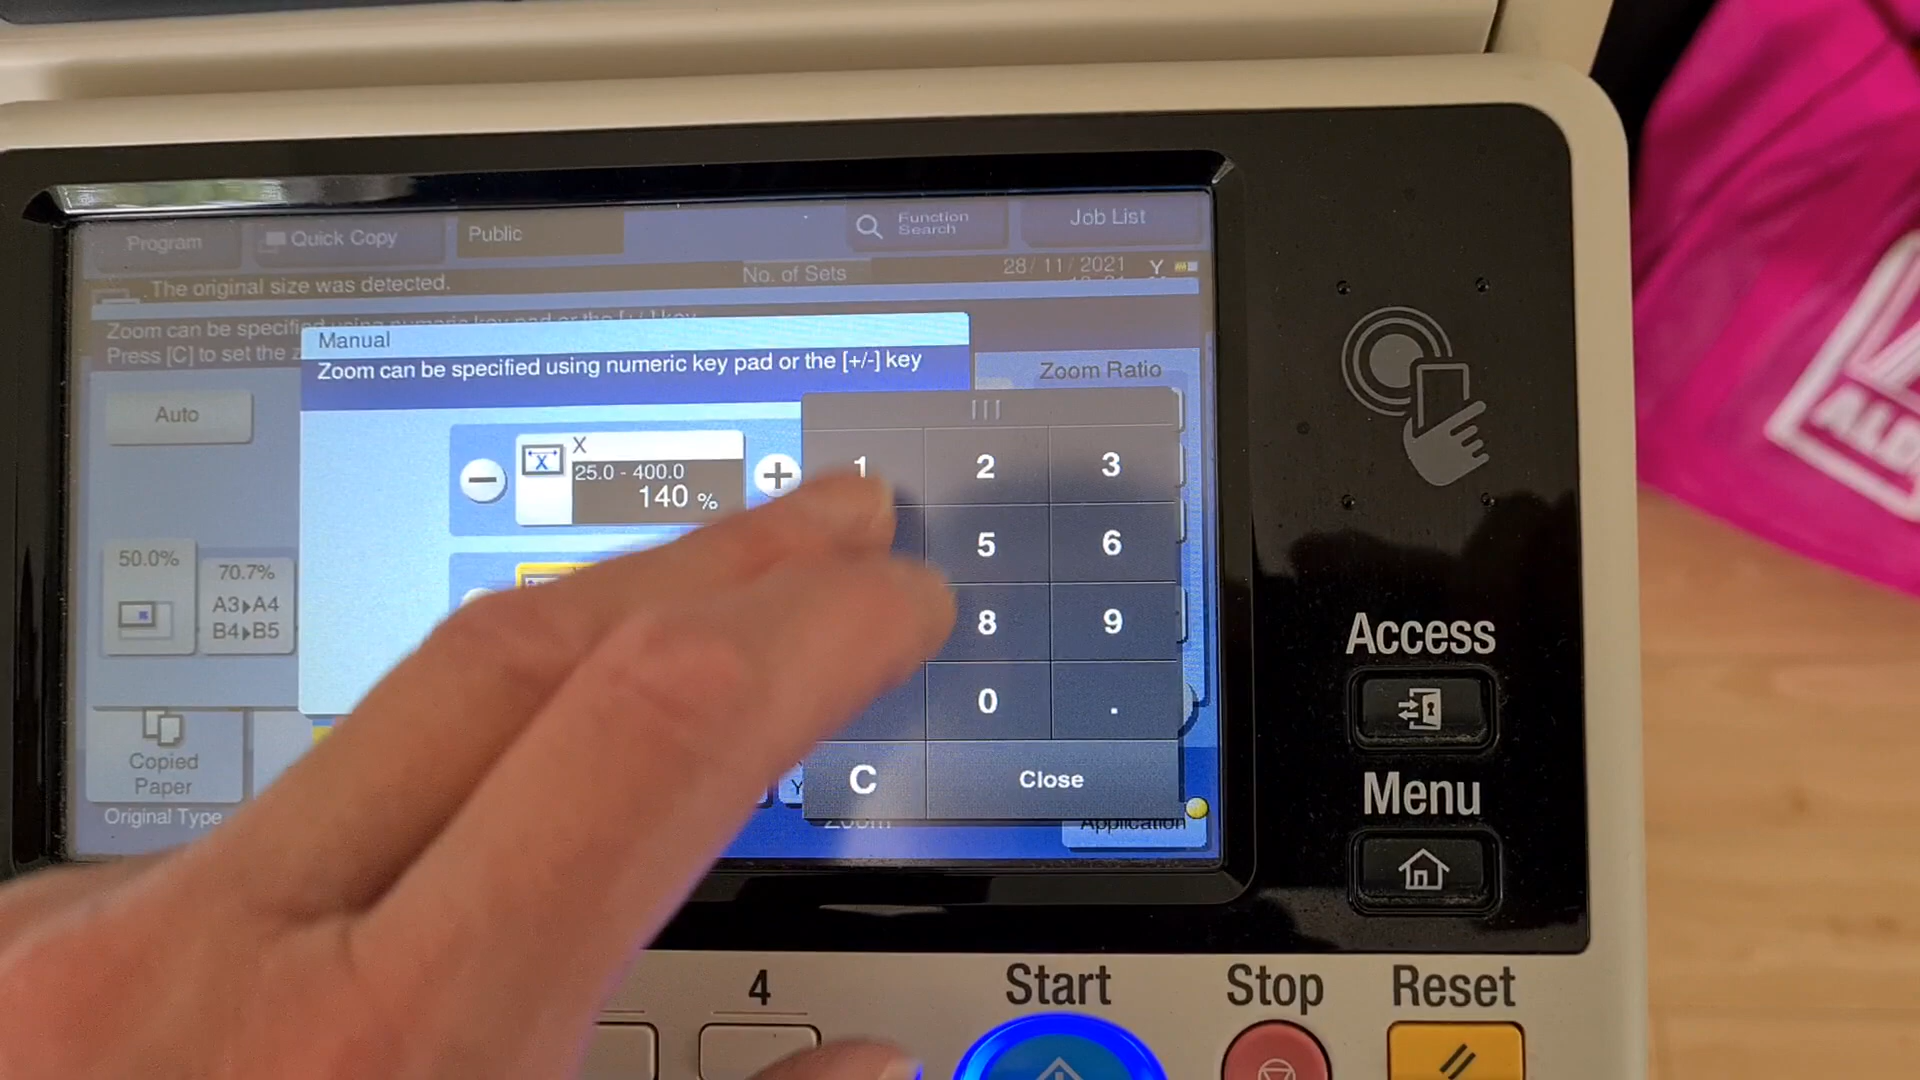 Program
Quick Copy
Public
Function
Search
Job List
The original size was detected.
No. of Sets
28/11/2021
Y
Zoom can be specified using numeric key pad or the [+/-] key
Press [C] to set the z
Manual
Zoom can be specified using numeric key pad or the [+/-] key
Zoom Ratio
Auto
X
25.0 - 400.0
140 %
− +
1 2 3
5 6
8 9
0 .
C Close
50.0%
70.7%
A3▸A4
B4▸B5
Copied
Paper
Original Type
Zoom
Application
Access
Menu
4
Start
Stop
Reset
ALD